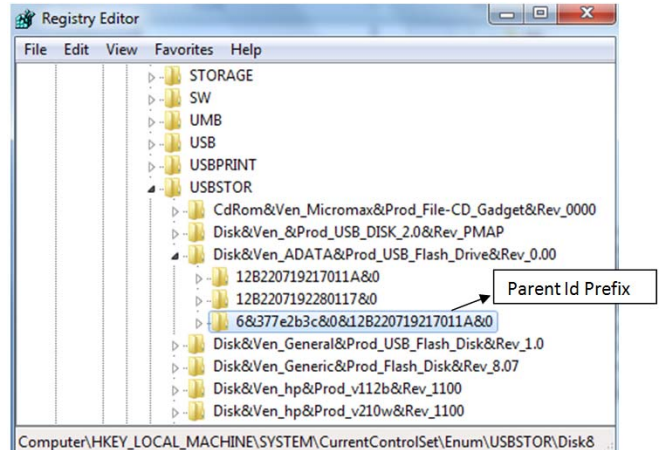 Registry Editor
File Edit View Favorites Help
STORAGE
SW
UMB
USB
USBPRINT
USBSTOR
CdRom&Ven_Micromax&Prod_File-CD_Gadget&Rev_0000
Disk&Ven_&Prod_USB_DISK_2.0&Rev_PMAP
Disk&Ven_ADATA&Prod_USB_Flash_Drive&Rev_0.00
12B220719217011A&0
12B2207192280117&0
6&377e2b3c&0&12B220719217011A&0
Parent Id Prefix
Disk&Ven_General&Prod_USB_Flash_Disk&Rev_1.0
Disk&Ven_Generic&Prod_Flash_Disk&Rev_8.07
Disk&Ven_hp&Prod_v112b&Rev_1100
Disk&Ven_hp&Prod_v210w&Rev_1100
Computer\HKEY_LOCAL_MACHINE\SYSTEM\CurrentControlSet\Enum\USBSTOR\Disk8